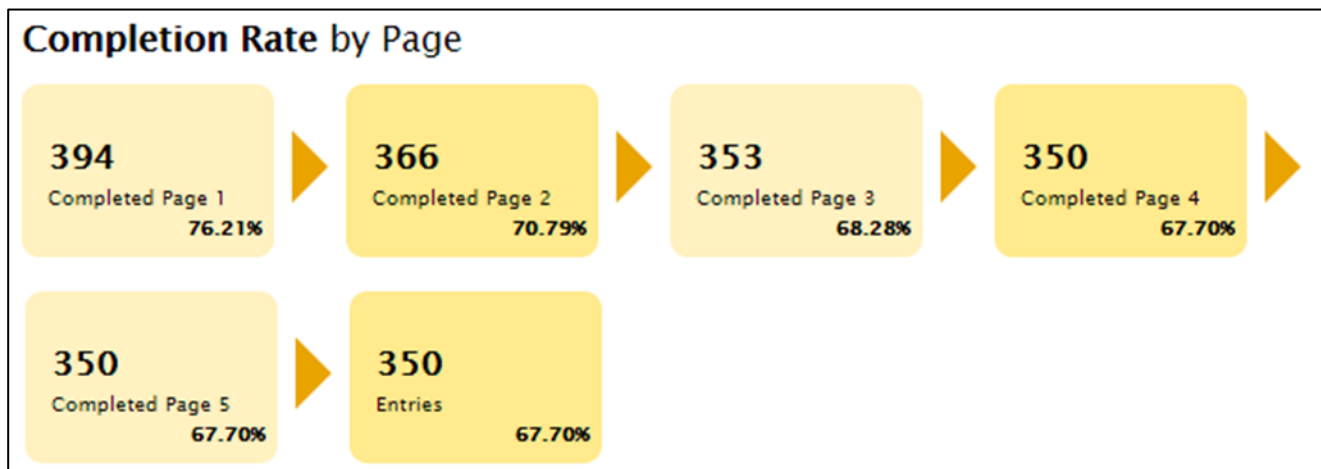 Completion Rate by Page
394
Completed Page 1
76.21%
366
Completed Page 2
70.79%
353
Completed Page 3
68.28%
350
Completed Page 4
67.70%
350
Completed Page 5
67.70%
350
Entries
67.70%